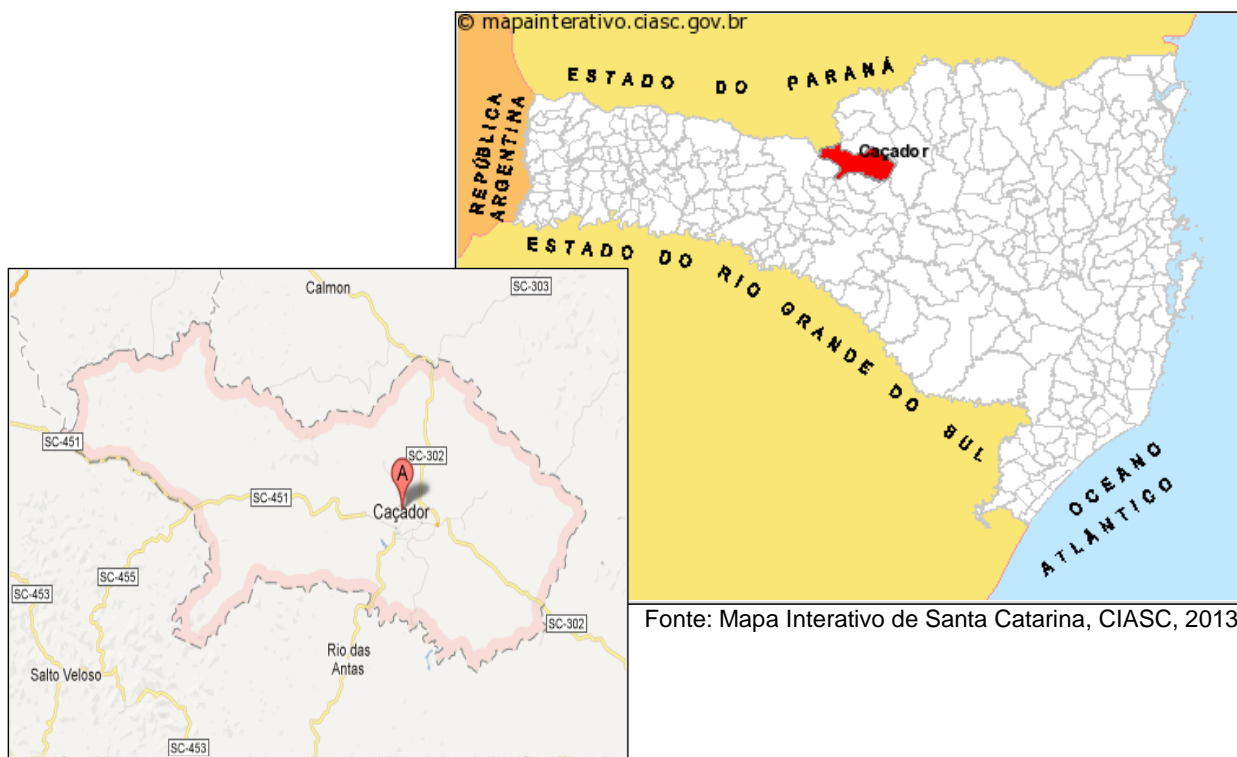 © mapainterativo.ciasc.gov.br
ESTADO DO PARANÁ
REPÚBLICA
ARGENTINA
Caçador
ESTADO DO RIO GRANDE DO SUL
OCEANO
ATLÂNTICO
Calmon
SC-303
SC-451
SC-302
SC-451
A
Caçador
SC-455
SC-453
SC-302
Rio das
Antas
Salto Veloso
SC-453
Fonte: Mapa Interativo de Santa Catarina, CIASC, 2013